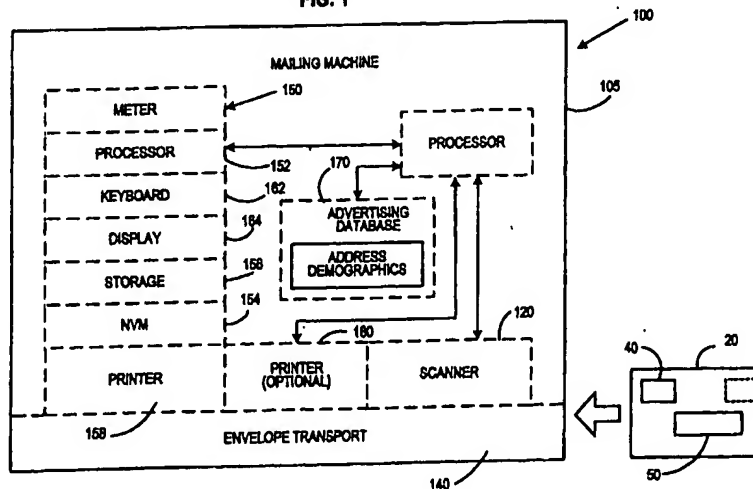 FIG. 1
100
MAILING MACHINE
105
METER
150
PROCESSOR
152
PROCESSOR
170
KEYBOARD
162
ADVERTISING
DATABASE
DISPLAY
164
ADDRESS
DEMOGRAPHICS
STORAGE
NVM
154
180
120
PRINTER
158
PRINTER
(OPTIONAL)
SCANNER
40
20
50
ENVELOPE TRANSPORT
140